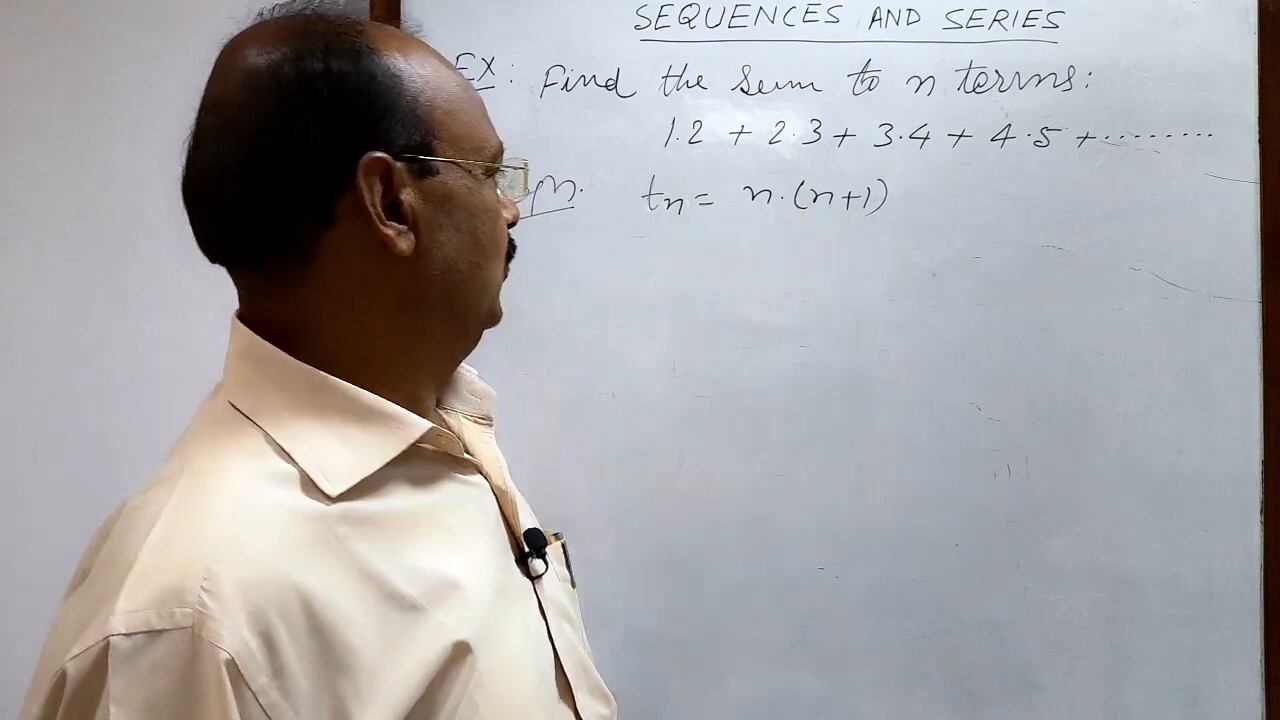 SEQUENCES AND SERIES
EX: Find the sum to n terms:
1.2 + 2.3 + 3.4 + 4.5 + ........
tn = n.(n+1)